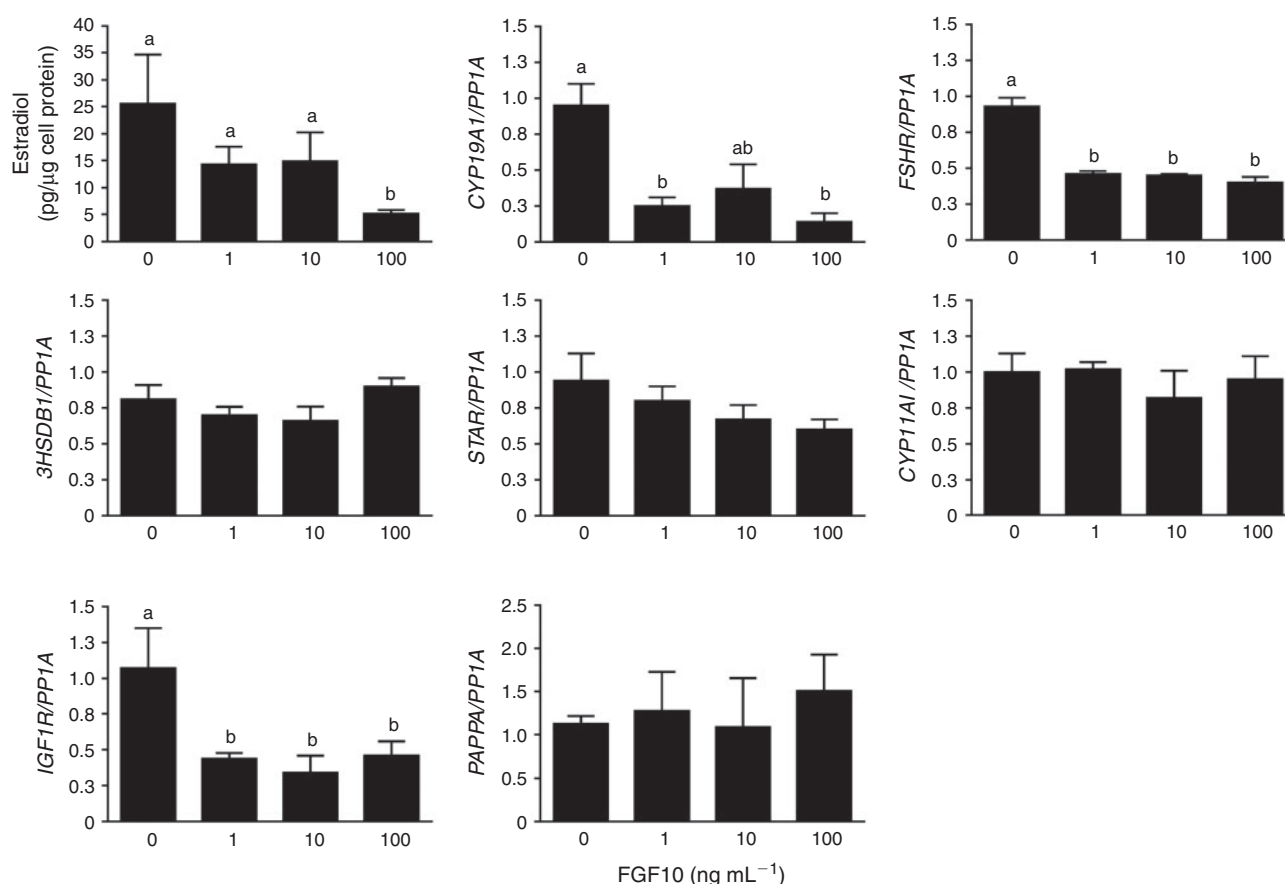 Estradiol
(pg/µg cell protein)
40
35
30
25
20
15
10
5
0
a
a
a
b
0 1 10 100
CYP19A1/PP1A
1.5
1.3
1.0
0.8
0.5
0.3
0
a
b
ab
b
0 1 10 100
FSHR/PP1A
1.5
1.3
1.0
0.8
0.5
0.3
0
a
b
b
b
0 1 10 100
3HSDB1/PP1A
1.5
1.3
1.0
0.8
0.5
0.3
0
0 1 10 100
STAR/P1A
1.5
1.3
1.0
0.8
0.5
0.3
0
0 1 10 100
CYP11AI/PP1A
1.5
1.3
1.0
0.8
0.5
0.3
0
0 1 10 100
IGF1R/PP1A
1.5
1.3
1.0
0.8
0.5
0.3
0
a
b
b
b
0 1 10 100
PAPPA/PP1A
2.5
2.0
1.5
1.0
0.5
0
0 1 10 100
FGF10 (ng mL⁻¹)